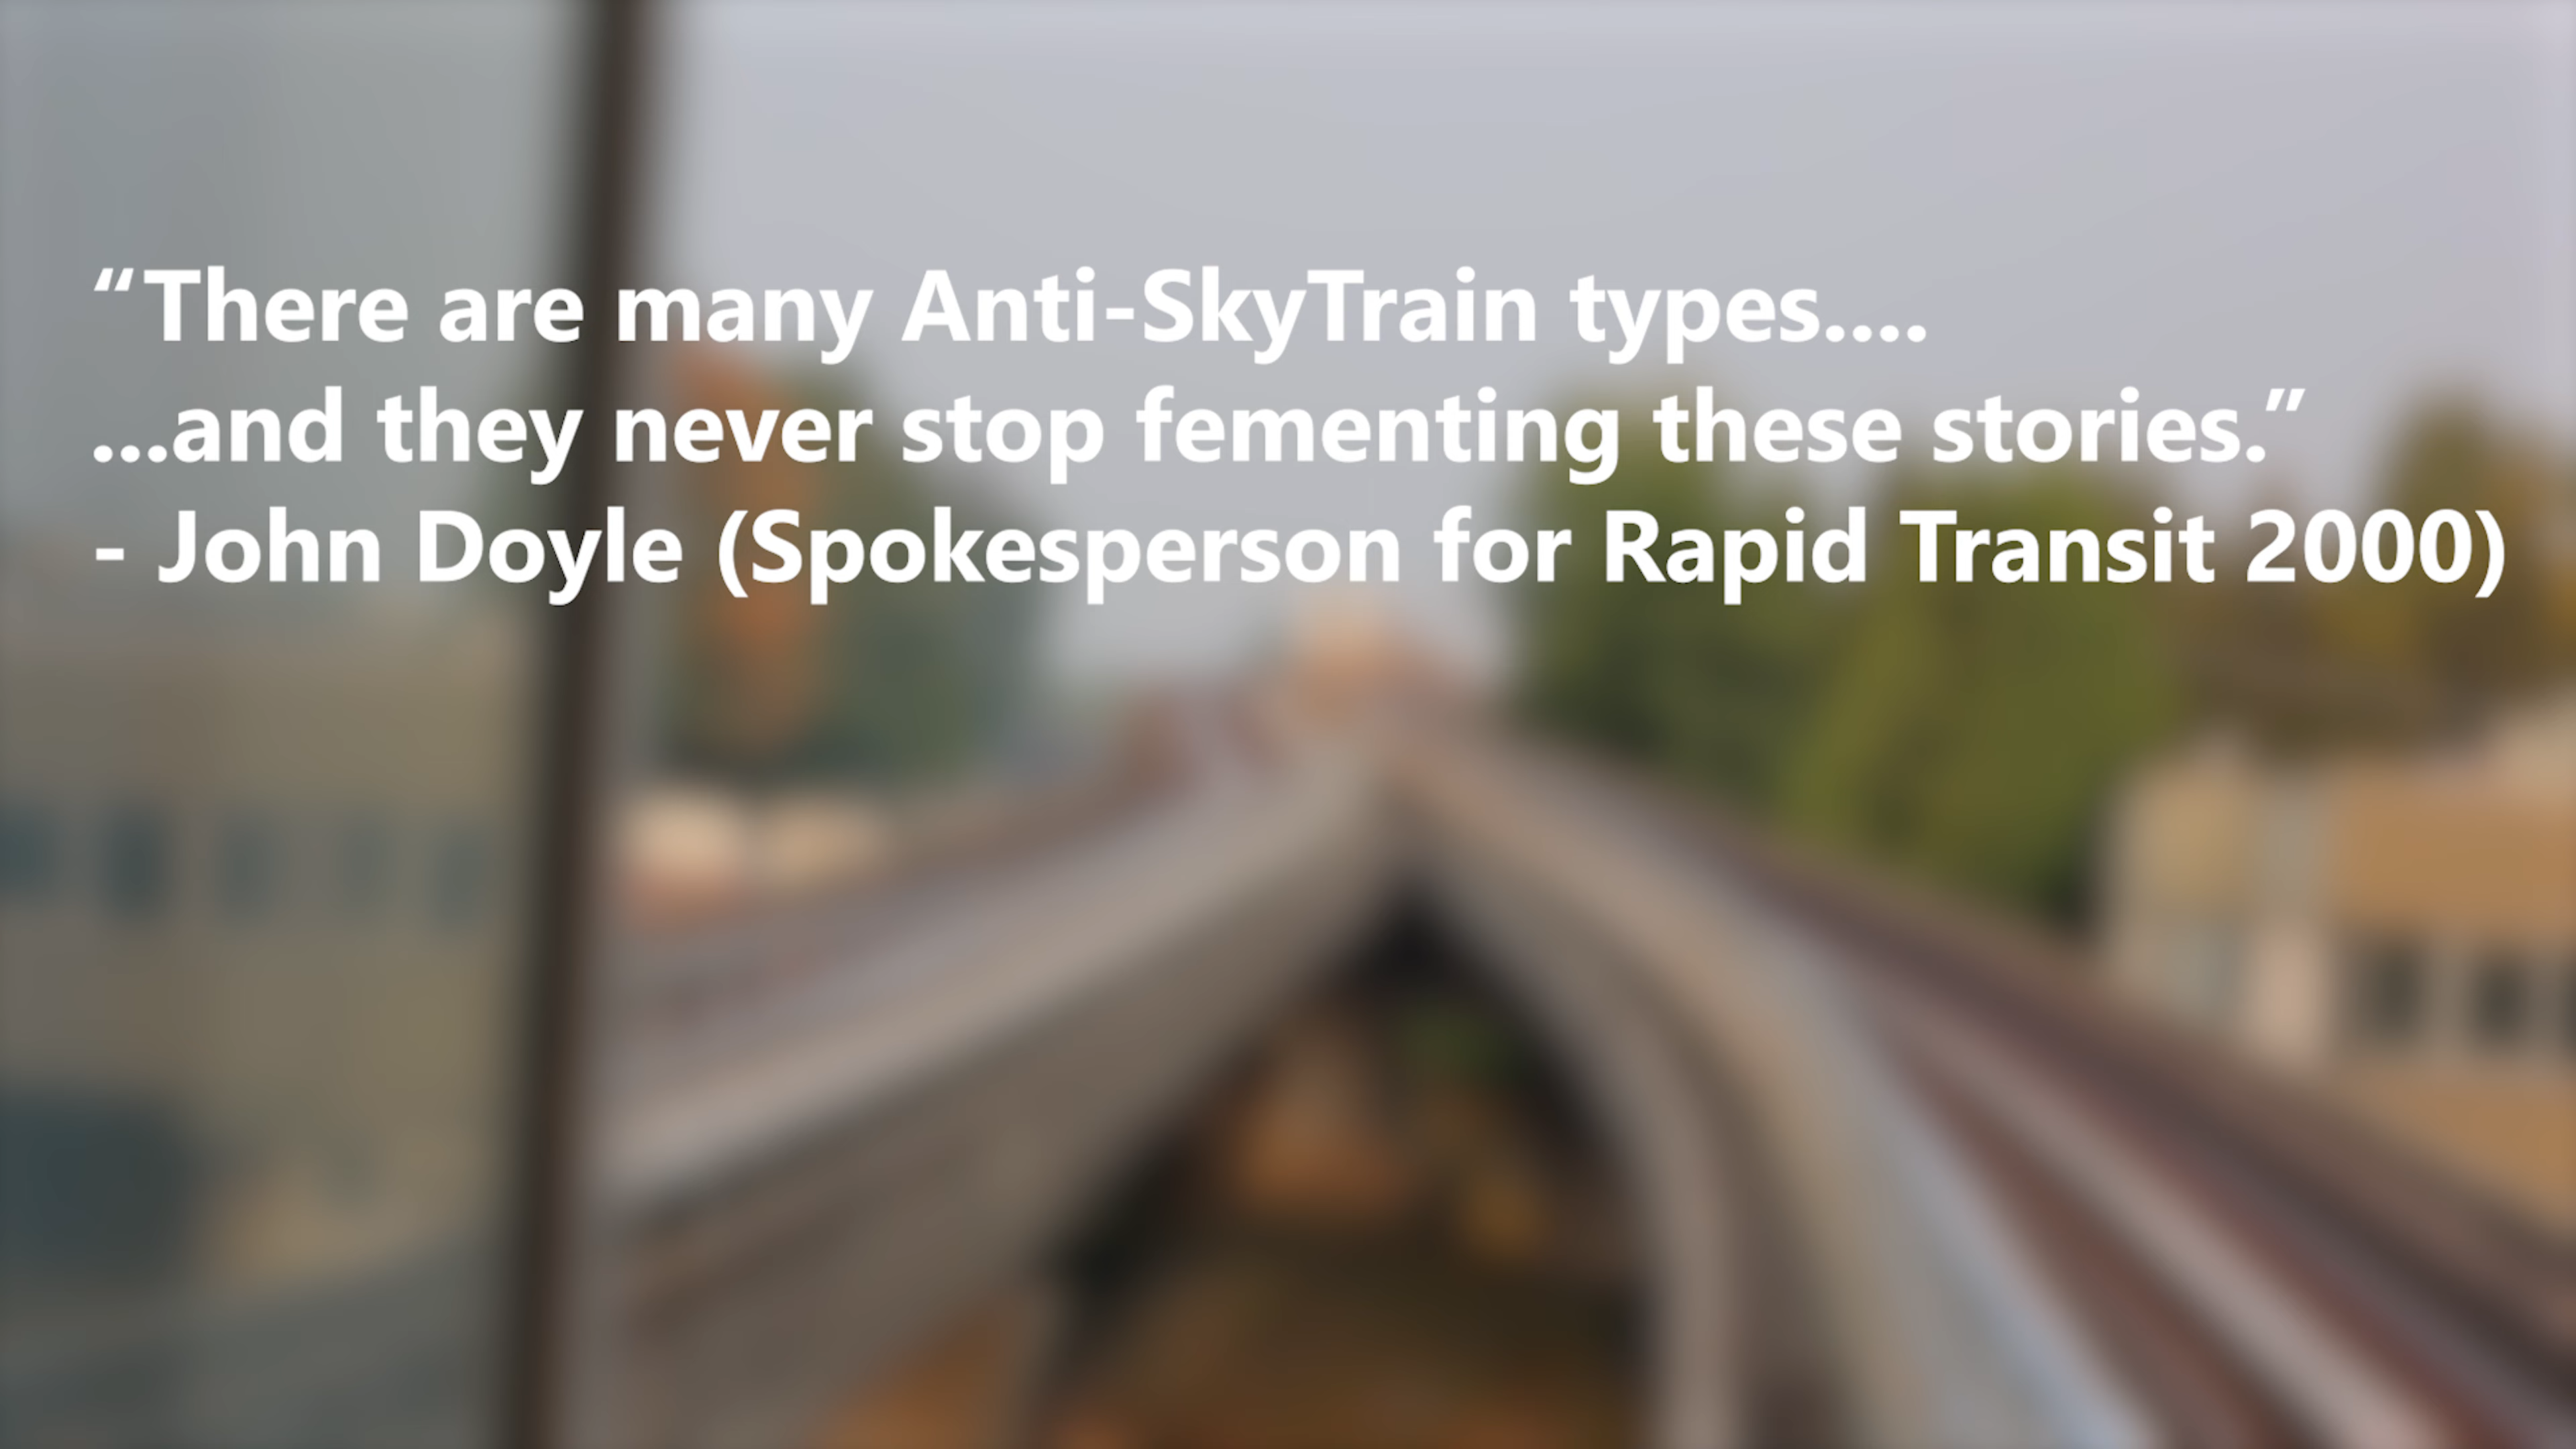 “There are many Anti-SkyTrain types....
...and they never stop fementing these stories.”
- John Doyle (Spokesperson for Rapid Transit 2000)